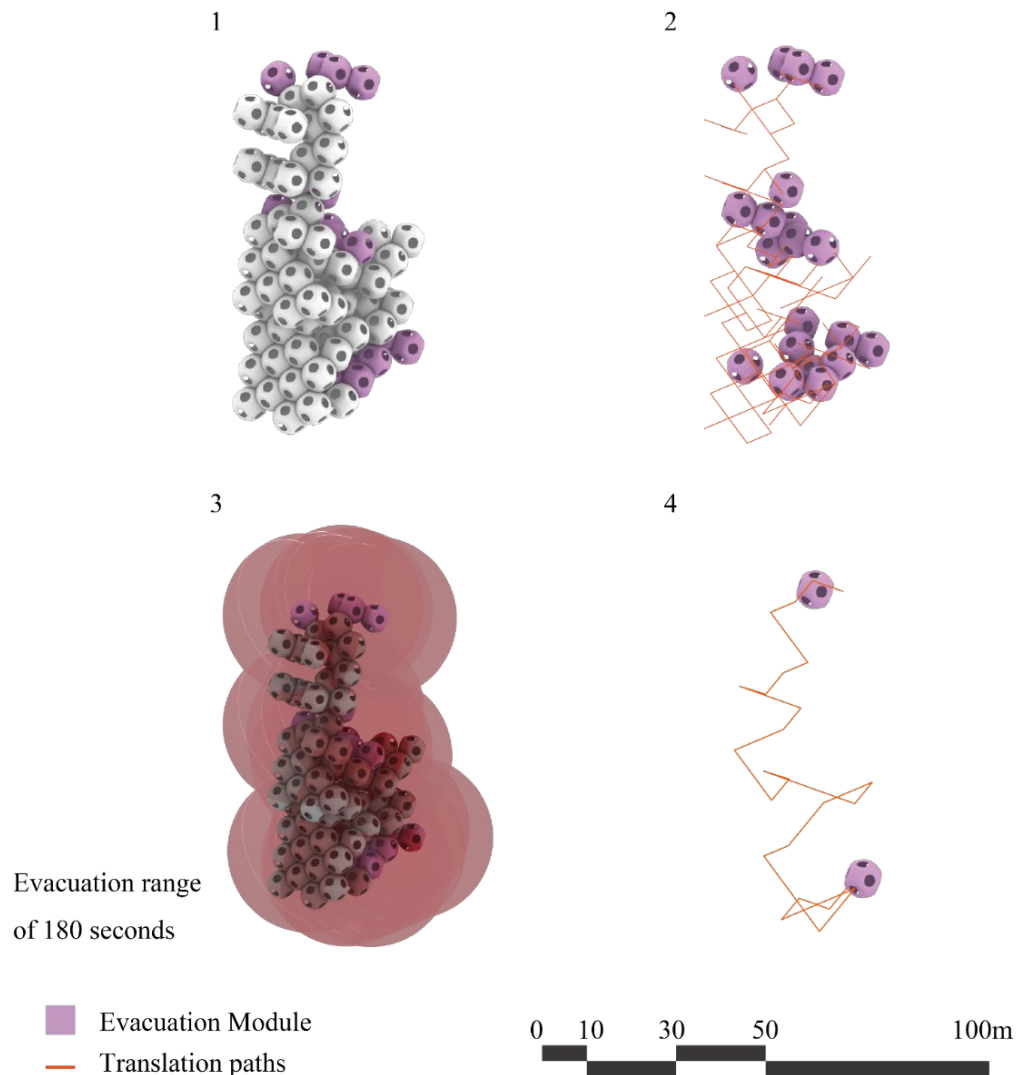 1
2
3
4
Evacuation range
of 180 seconds
Evacuation Module
Translation paths
0 10 30 50 100m